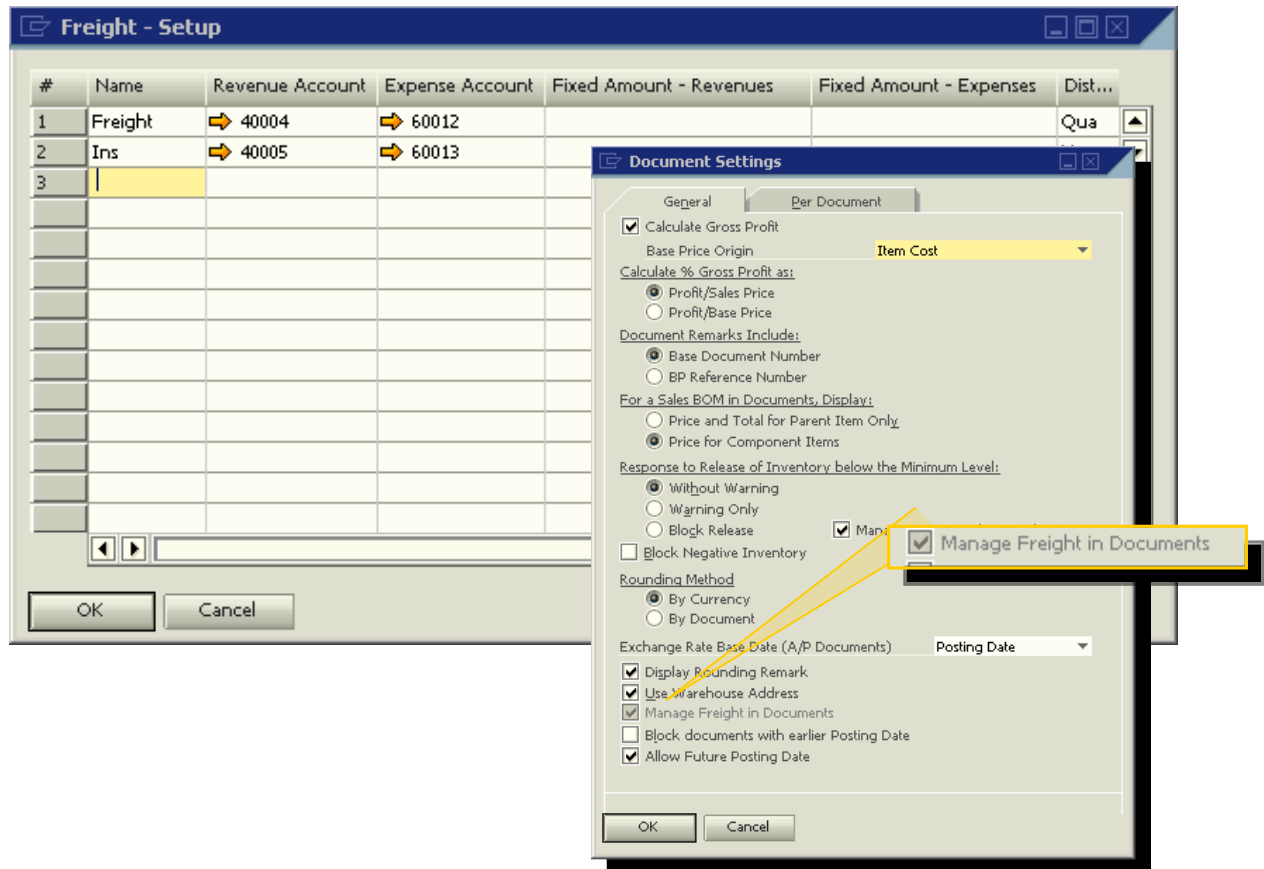 Freight - Setup
# Name Revenue Account Expense Account Fixed Amount - Revenues Fixed Amount - Expenses Dist...
1 Freight 40004 60012 Qua
2 Ins 40005 60013
3
OK Cancel
Document Settings
General Per Document
Calculate Gross Profit
Base Price Origin Item Cost
Calculate % Gross Profit as:
Profit/Sales Price
Profit/Base Price
Document Remarks Include:
Base Document Number
BP Reference Number
For a Sales BOM in Documents, Display:
Price and Total for Parent Item Only
Price for Component Items
Response to Release of Inventory below the Minimum Level:
Without Warning
Warning Only
Block Release Mana
Manage Freight in Documents
Block Negative Inventory
Rounding Method
By Currency
By Document
Exchange Rate Base Date (A/P Documents) Posting Date
Display Rounding Remark
Use Warehouse Address
Manage Freight in Documents
Block documents with earlier Posting Date
Allow Future Posting Date
OK Cancel